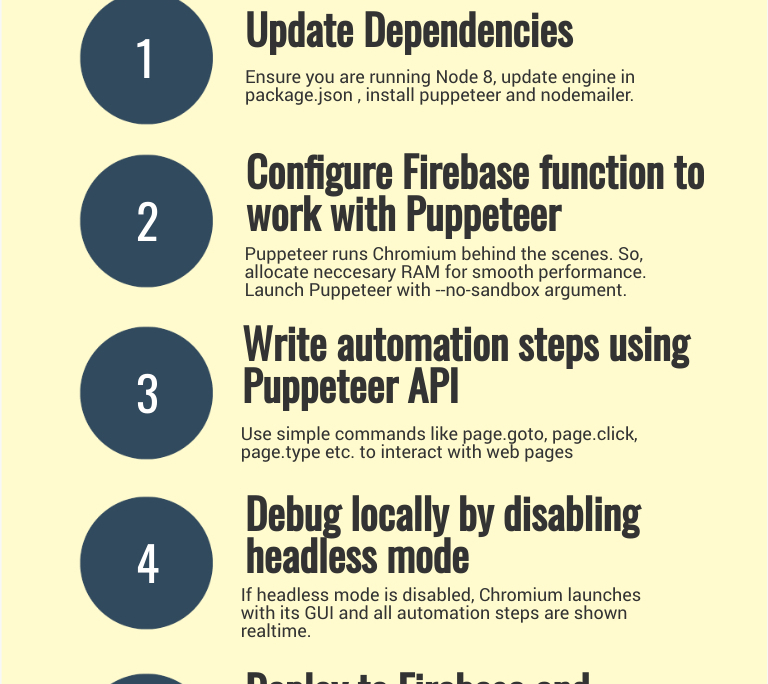 1
Update Dependencies
Ensure you are running Node 8, update engine in
package.json , install puppeteer and nodemailer.
2
Configure Firebase function to
work with Puppeteer
Puppeteer runs Chromium behind the scenes. So,
allocate neccesary RAM for smooth performance.
Launch Puppeteer with --no-sandbox argument.
3
Write automation steps using
Puppeteer API
Use simple commands like page.goto, page.click,
page.type etc. to interact with web pages
4
Debug locally by disabling
headless mode
If headless mode is disabled, Chromium launches
with its GUI and all automation steps are shown
realtime.
Deploy to Firebase and